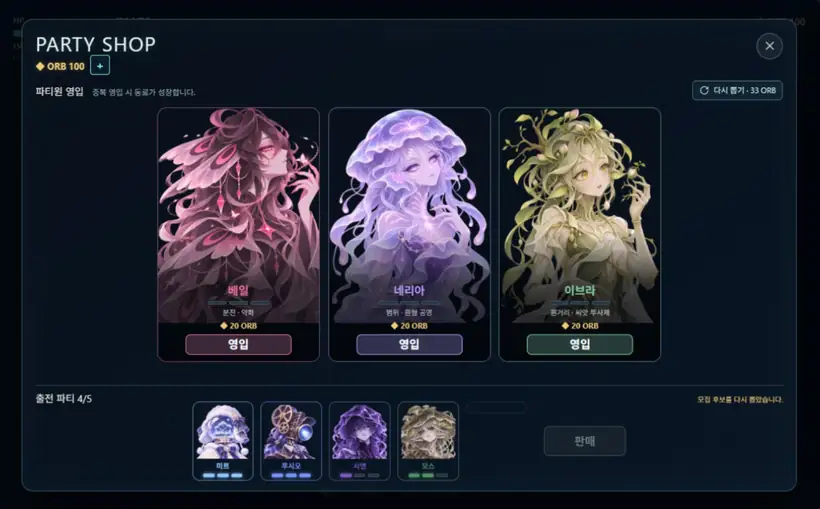 PARTY SHOP
ORB 100 +
파티원 영입 중복 영입 시 동료가 성장합니다.
다시 뽑기 · 33 ORB
베일
분진 · 약화
20 ORB
영입
네리아
범위 · 원형 공명
20 ORB
영입
이브라
원거리 · 씨앗 투사체
20 ORB
영입
출전 파티 4/5
모집 후보를 다시 뽑았습니다.
미르
루시오
시엘
모스
판매